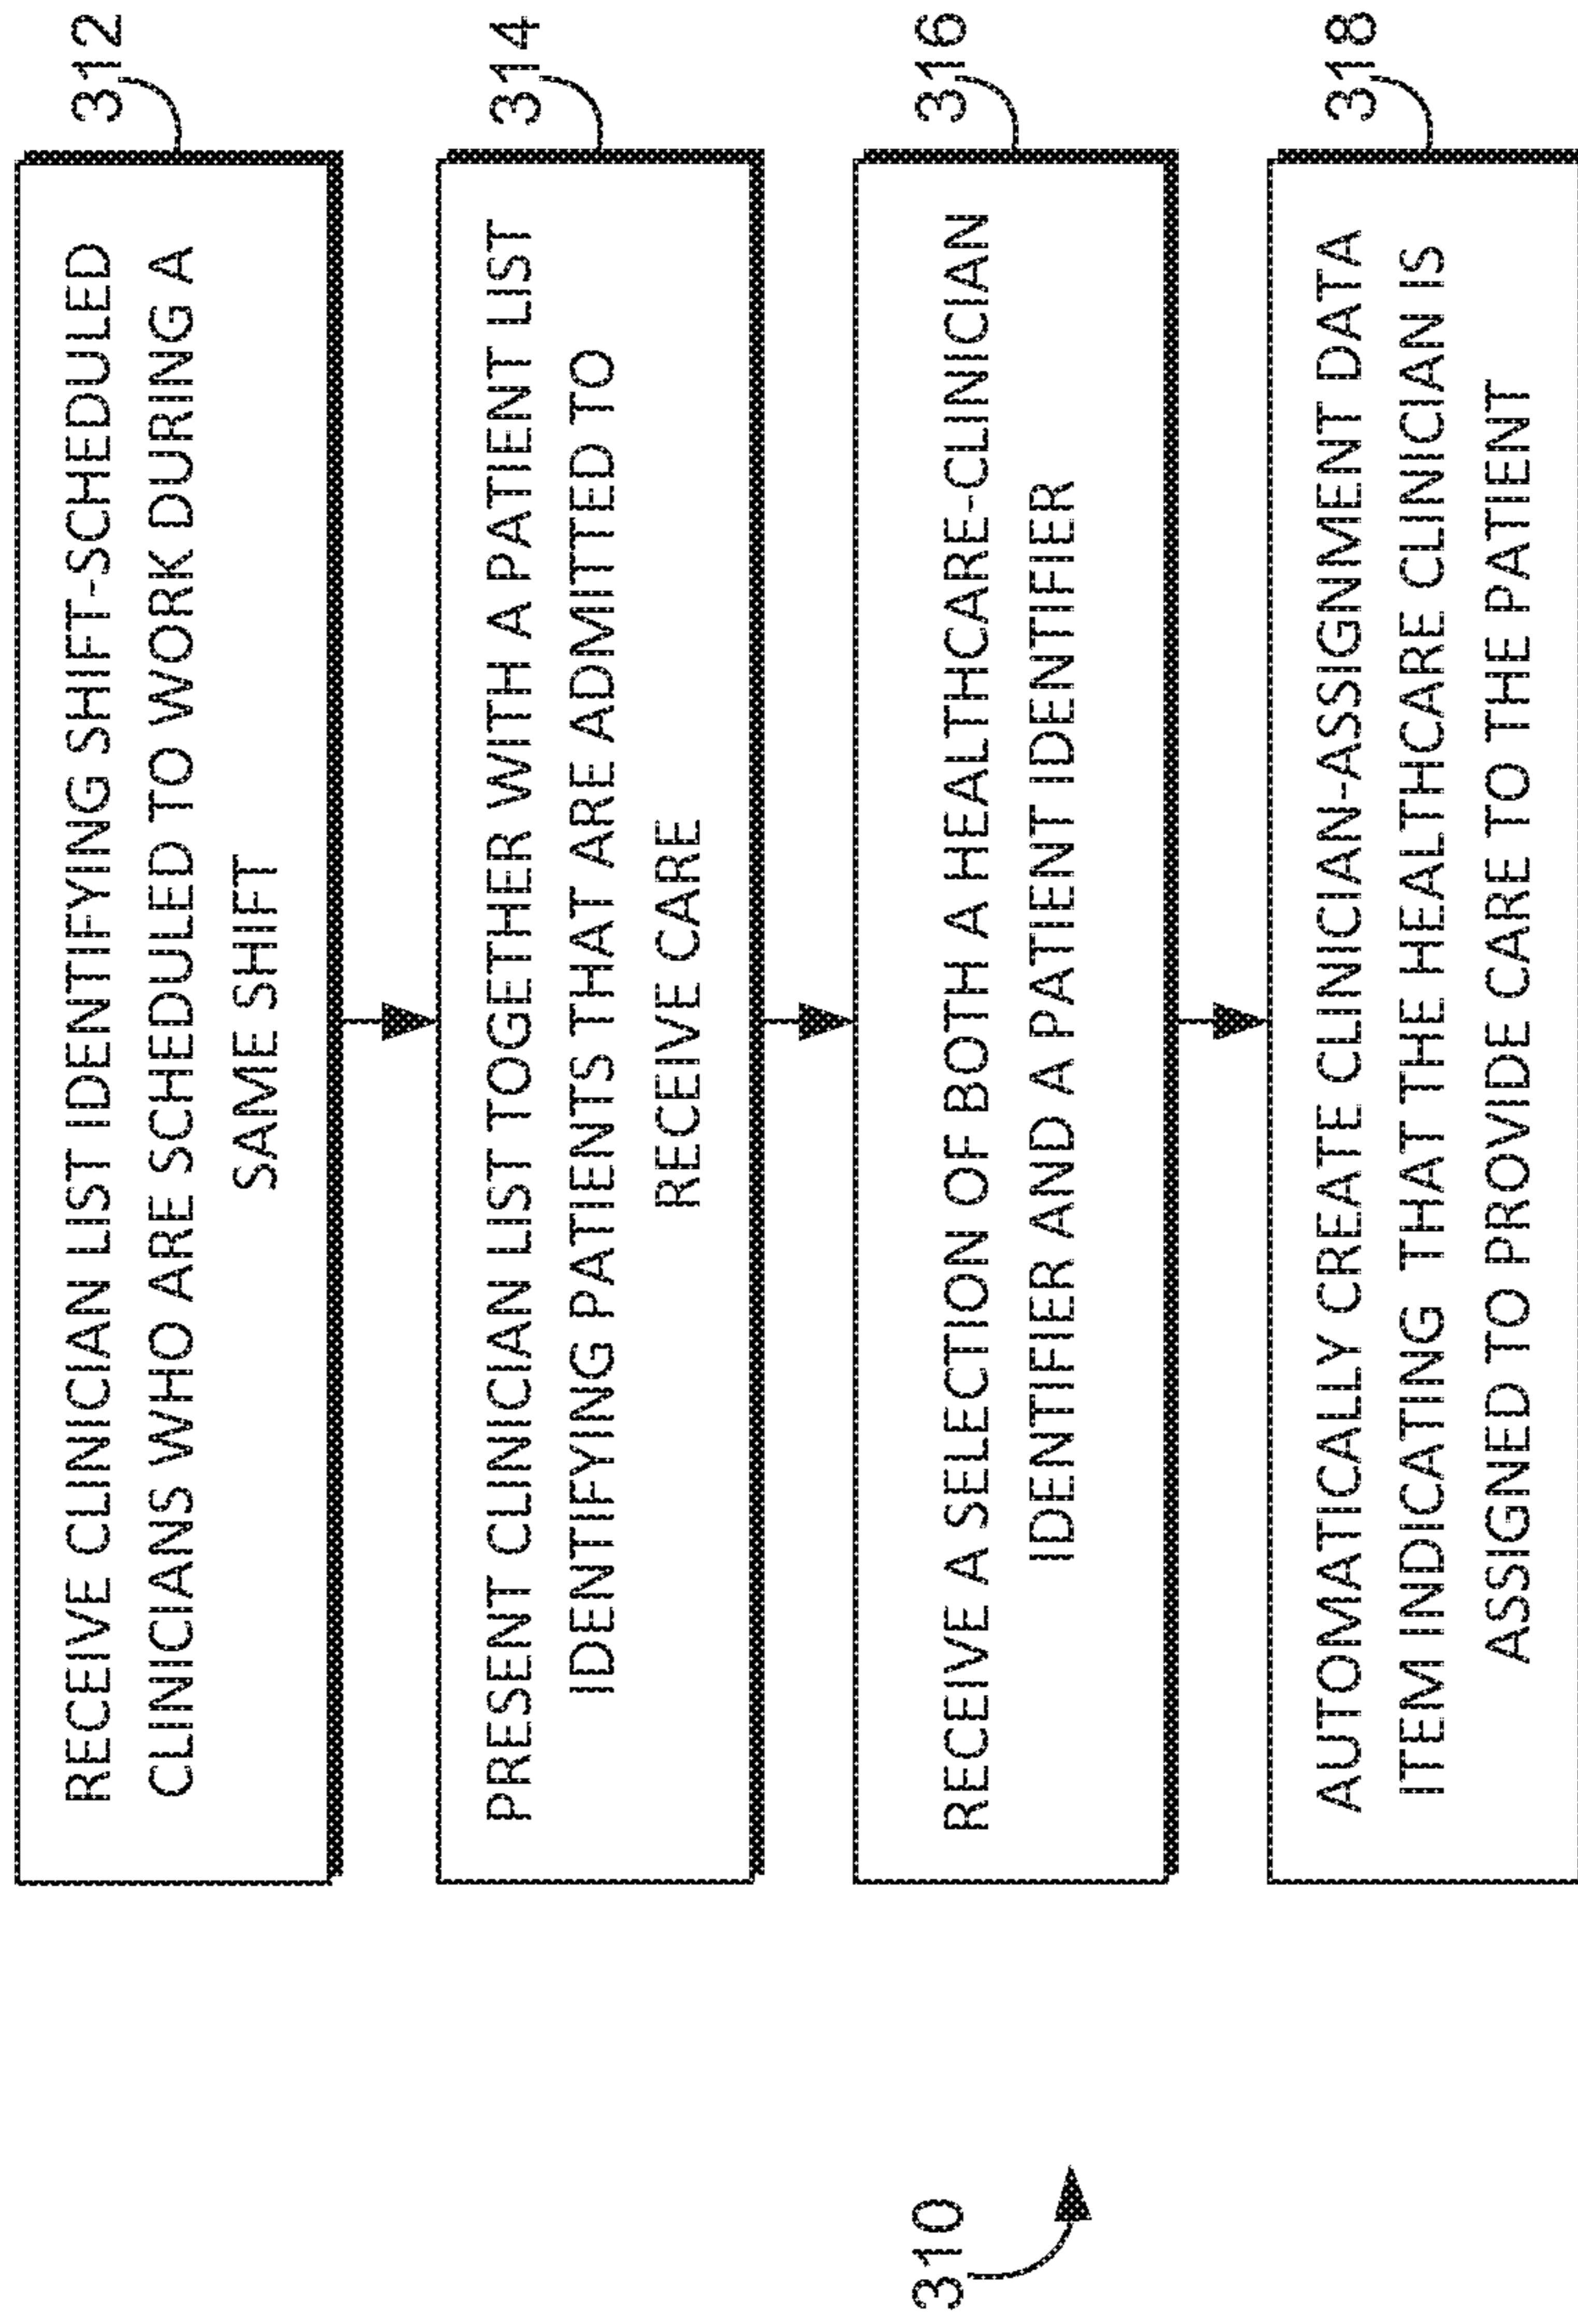 312
RECEIVE CLINICIAN LIST IDENTIFYING SHIFT-SCHEDULED
CLINICIANS WHO ARE SCHEDULED TO WORK DURING A
SAME SHIFT
314
PRESENT CLINICIAN LIST TOGETHER WITH A PATIENT LIST
IDENTIFYING PATIENTS THAT ARE ADMITTED TO
RECEIVE CARE
310
316
RECEIVE A SELECTION OF BOTH A HEALTHCARE-CLINICIAN
IDENTIFIER AND A PATIENT IDENTIFIER
318
AUTOMATICALLY CREATE CLINICIAN-ASSIGNMENT DATA
ITEM INDICATING THAT THE HEALTHCARE CLINICIAN IS
ASSIGNED TO PROVIDE CARE TO THE PATIENT